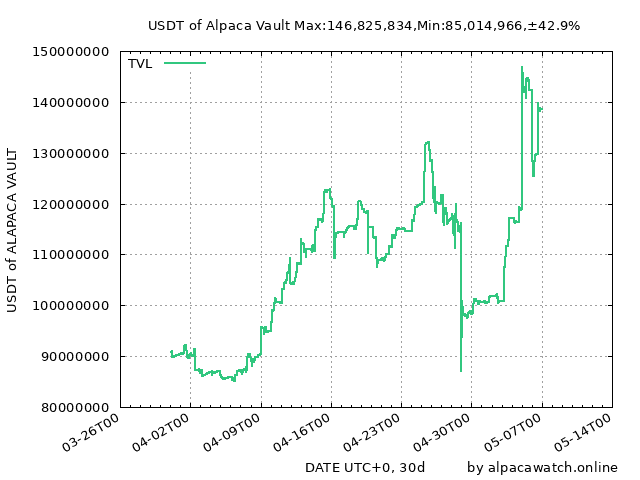 USDT of Alpaca Vault Max:146,825,834,Min:85,014,966,±42.9%
TVL
150000000
140000000
130000000
120000000
110000000
100000000
90000000
80000000
USDT of ALAPACA VAULT
03-26T00
04-02T00
04-09T00
04-16T00
04-23T00
04-30T00
05-07T00
05-14T00
DATE UTC+0, 30d
by alpacawatch.online